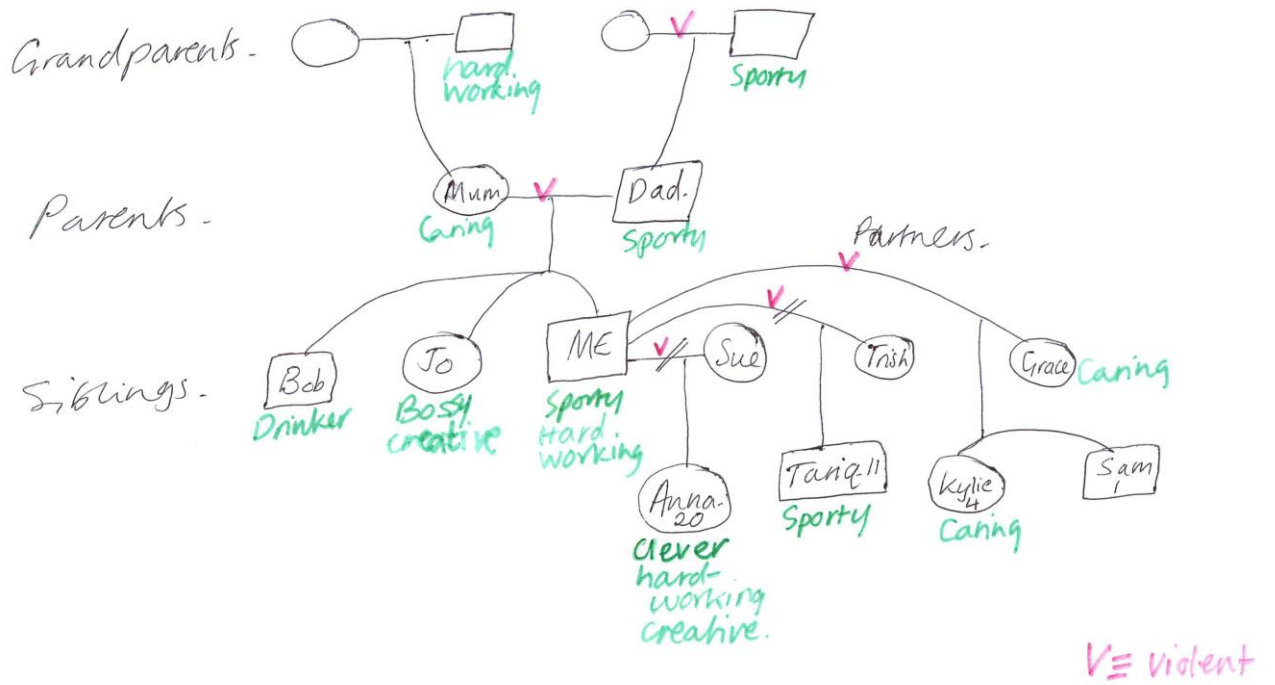 Grandparents.
hard.
working
V
Sporty
Parents.
Mum
Caring
V
Dad.
Sporty
Partners.
V
V
V
Siblings.
Bob
Drinker
Jo
Bossy
creative
ME
Sporty
Hard.
working
Sue
Trish
Grace
Caring
Anna.
20
Clever
hard-
working
creative.
Tariq-11
Sporty
Kylie
4
Caring
Sam
1
V≡ violent